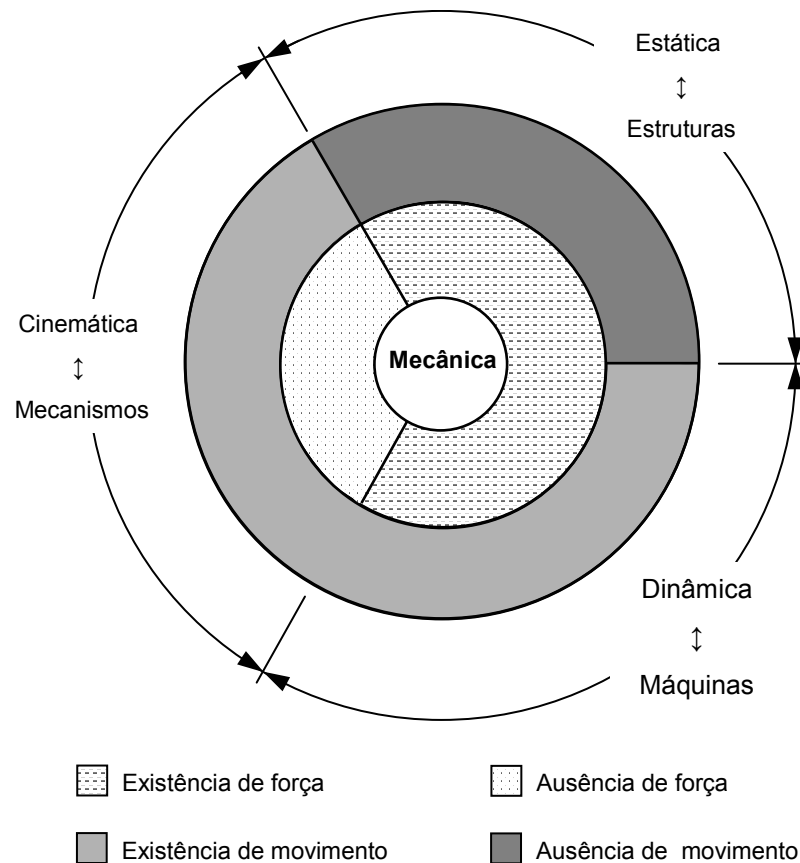 Estática
↕
Estruturas
Cinemática
↕
Mecanismos
Mecânica
Dinâmica
↕
Máquinas
Existência de força
Ausência de força
Existência de movimento
Ausência de movimento